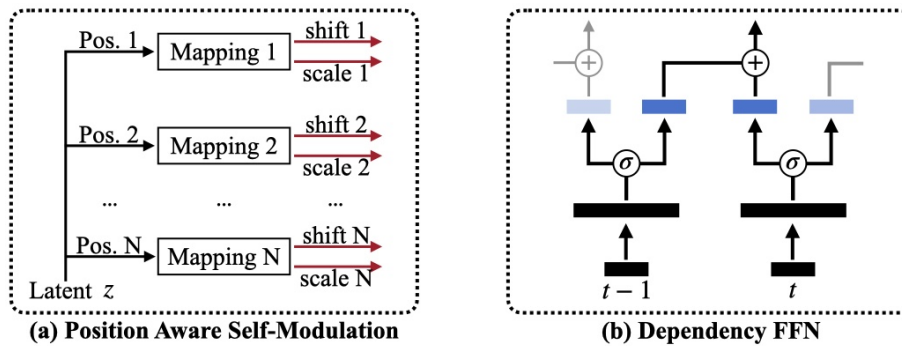 Pos. 1
Mapping 1
shift 1
scale 1
Pos. 2
Mapping 2
shift 2
scale 2
... ... ...
Pos. N
Mapping N
shift N
scale N
Latent z
(a) Position Aware Self-Modulation
+ +
σ σ
t − 1 t
(b) Dependency FFN